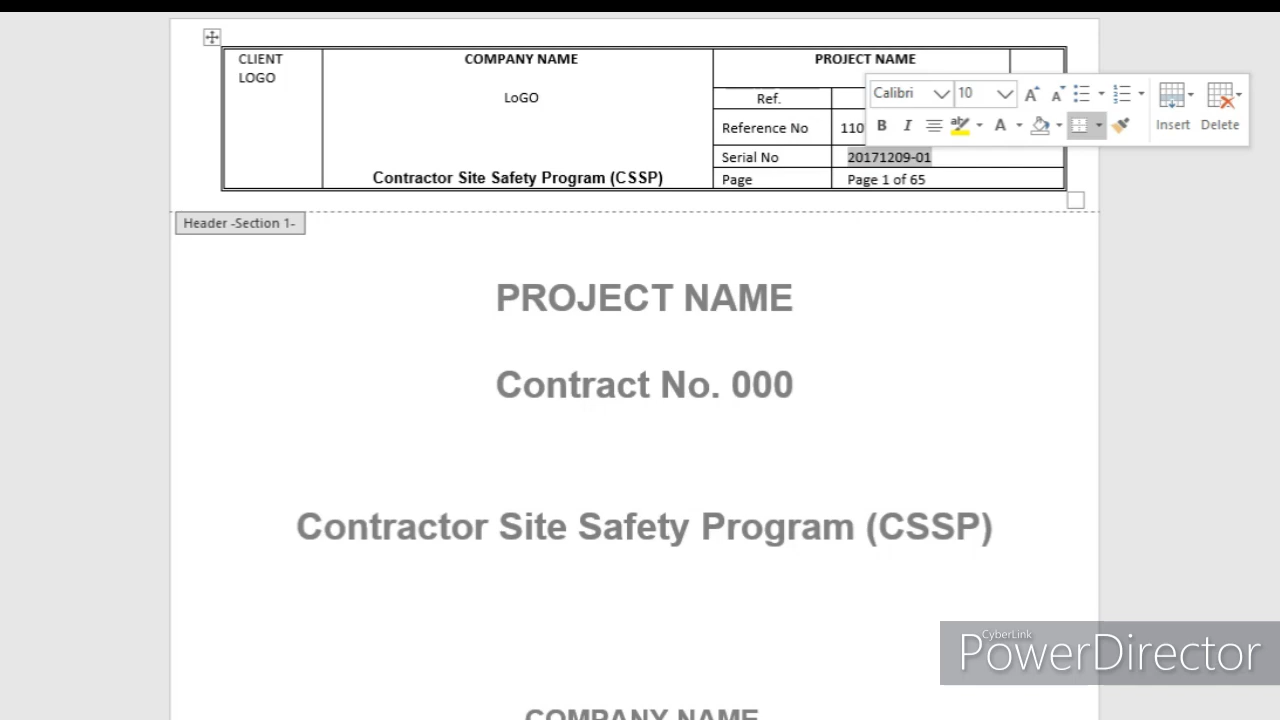 CLIENT
LOGO
COMPANY NAME
LoGO
Contractor Site Safety Program (CSSP)
PROJECT NAME
Ref.
Reference No 110
Serial No 20171209-01
Page Page 1 of 65
Calibri 10
B I A
Insert Delete
Header -Section 1-
PROJECT NAME
Contract No. 000
Contractor Site Safety Program (CSSP)
COMPANY NAME
CyberLink
PowerDirector